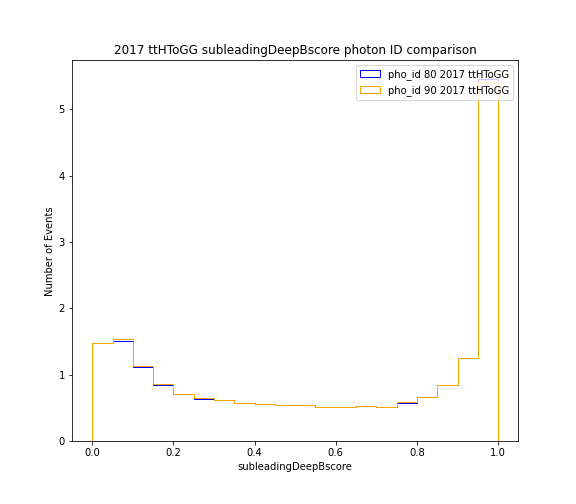 2017 ttHToGG subleadingDeepBscore photon ID comparison
pho_id 80 2017 ttHToGG
pho_id 90 2017 ttHToGG
Number of Events
5
4
3
2
1
0
0.0 0.2 0.4 0.6 0.8 1.0
subleadingDeepBscore